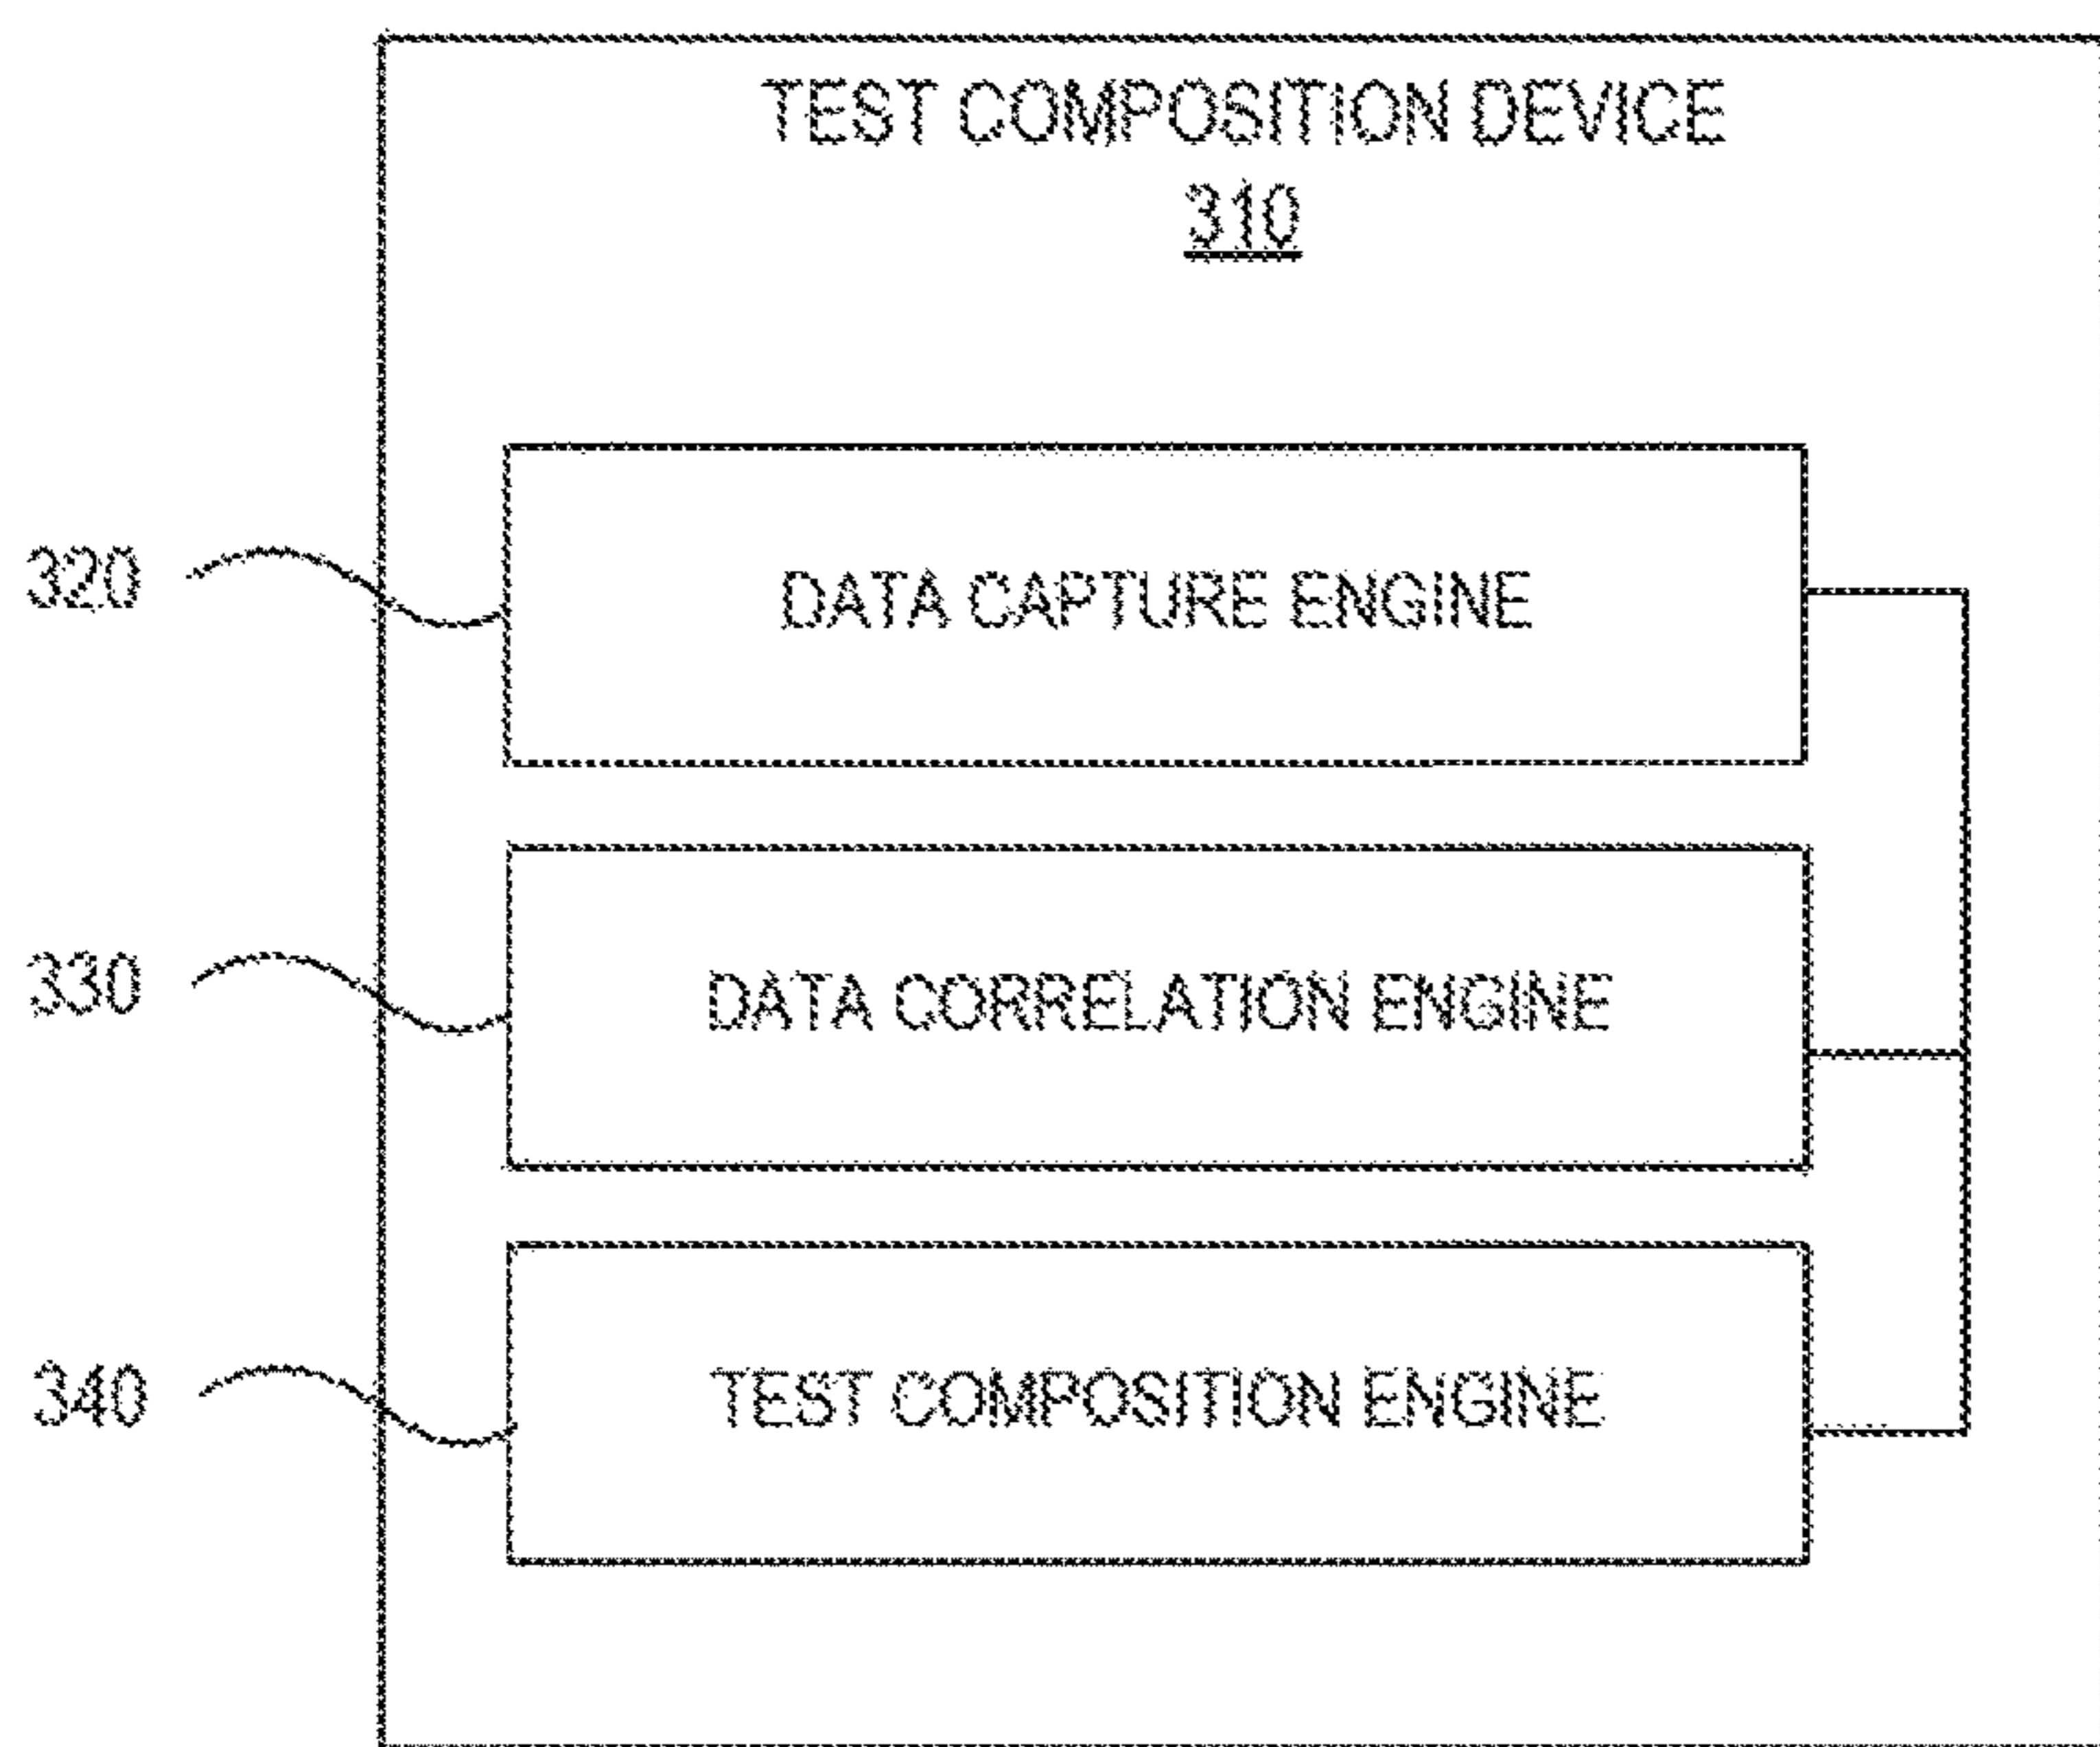 TEST COMPOSITION DEVICE
310
320
DATA CAPTURE ENGINE
330
DATA CORRELATION ENGINE
340
TEST COMPOSITION ENGINE